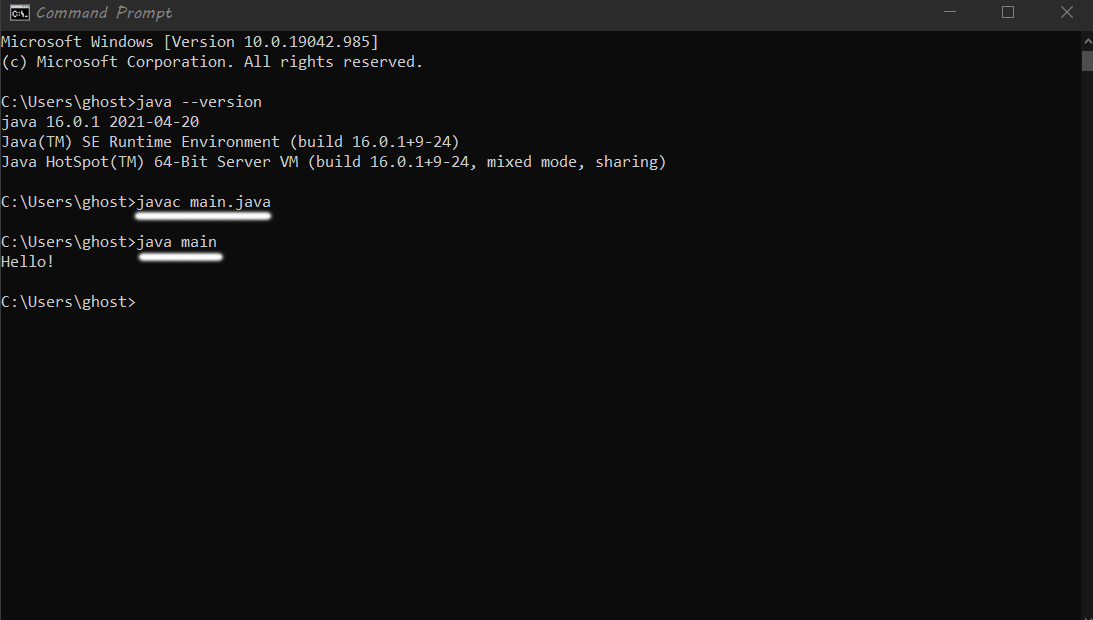 Command Prompt
Microsoft Windows [Version 10.0.19042.985]
(c) Microsoft Corporation. All rights reserved.
C:\Users\ghost>java --version
java 16.0.1 2021-04-20
Java(TM) SE Runtime Environment (build 16.0.1+9-24)
Java HotSpot(TM) 64-Bit Server VM (build 16.0.1+9-24, mixed mode, sharing)
C:\Users\ghost>javac main.java
C:\Users\ghost>java main
Hello!
C:\Users\ghost>